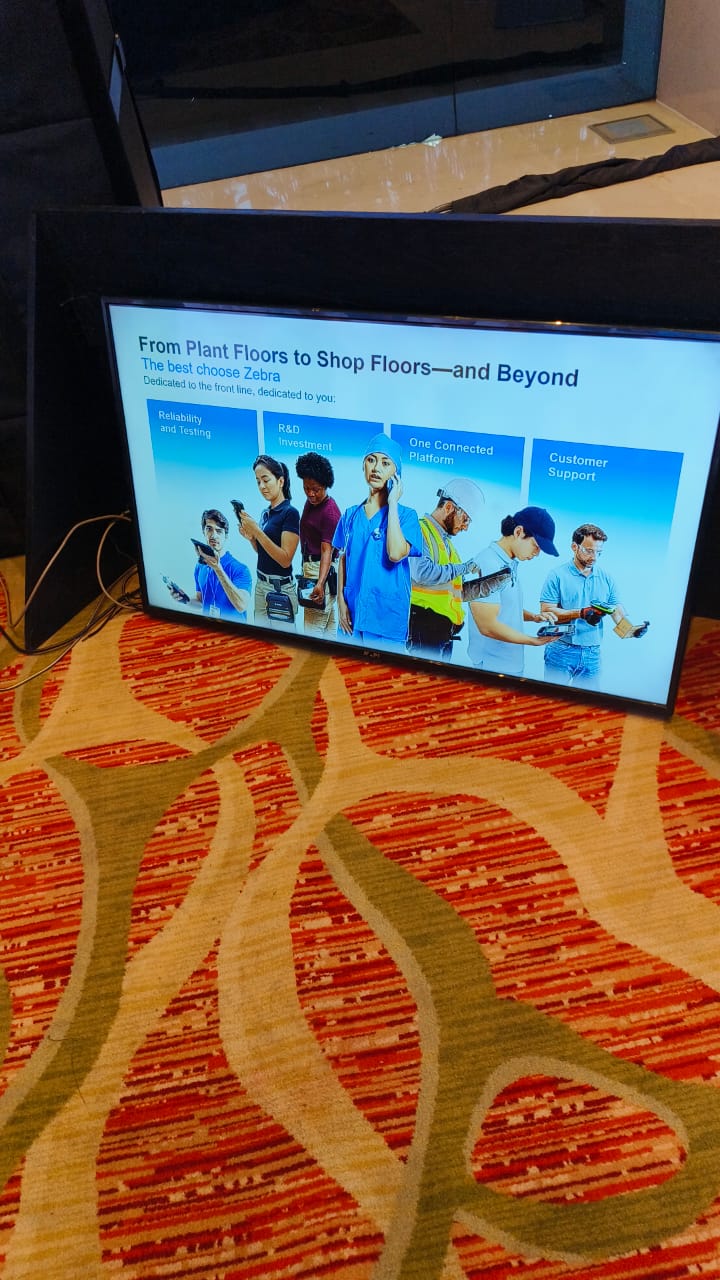 From Plant Floors to Shop Floors—and Beyond
The best choose Zebra
Dedicated to the front line, dedicated to you:
Reliability
and Testing
R&D
Investment
One Connected
Platform
Customer
Support